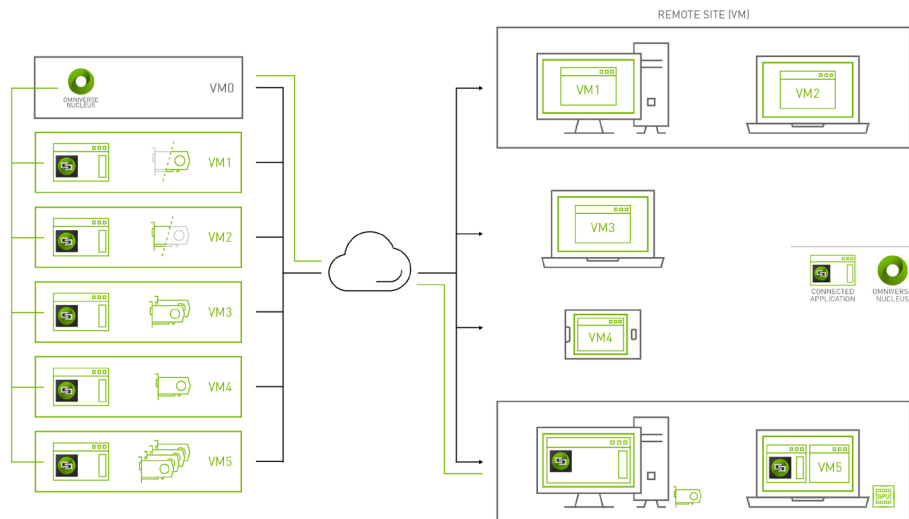 REMOTE SITE (VM)
OMNIVERSE
NUCLEUS
VM0
VM1
VM2
VM3
VM4
VM5
VM1
VM2
VM3
VM4
CONNECTED
APPLICATION
OMNIVERS
NUCLEUS
VM5
GPU